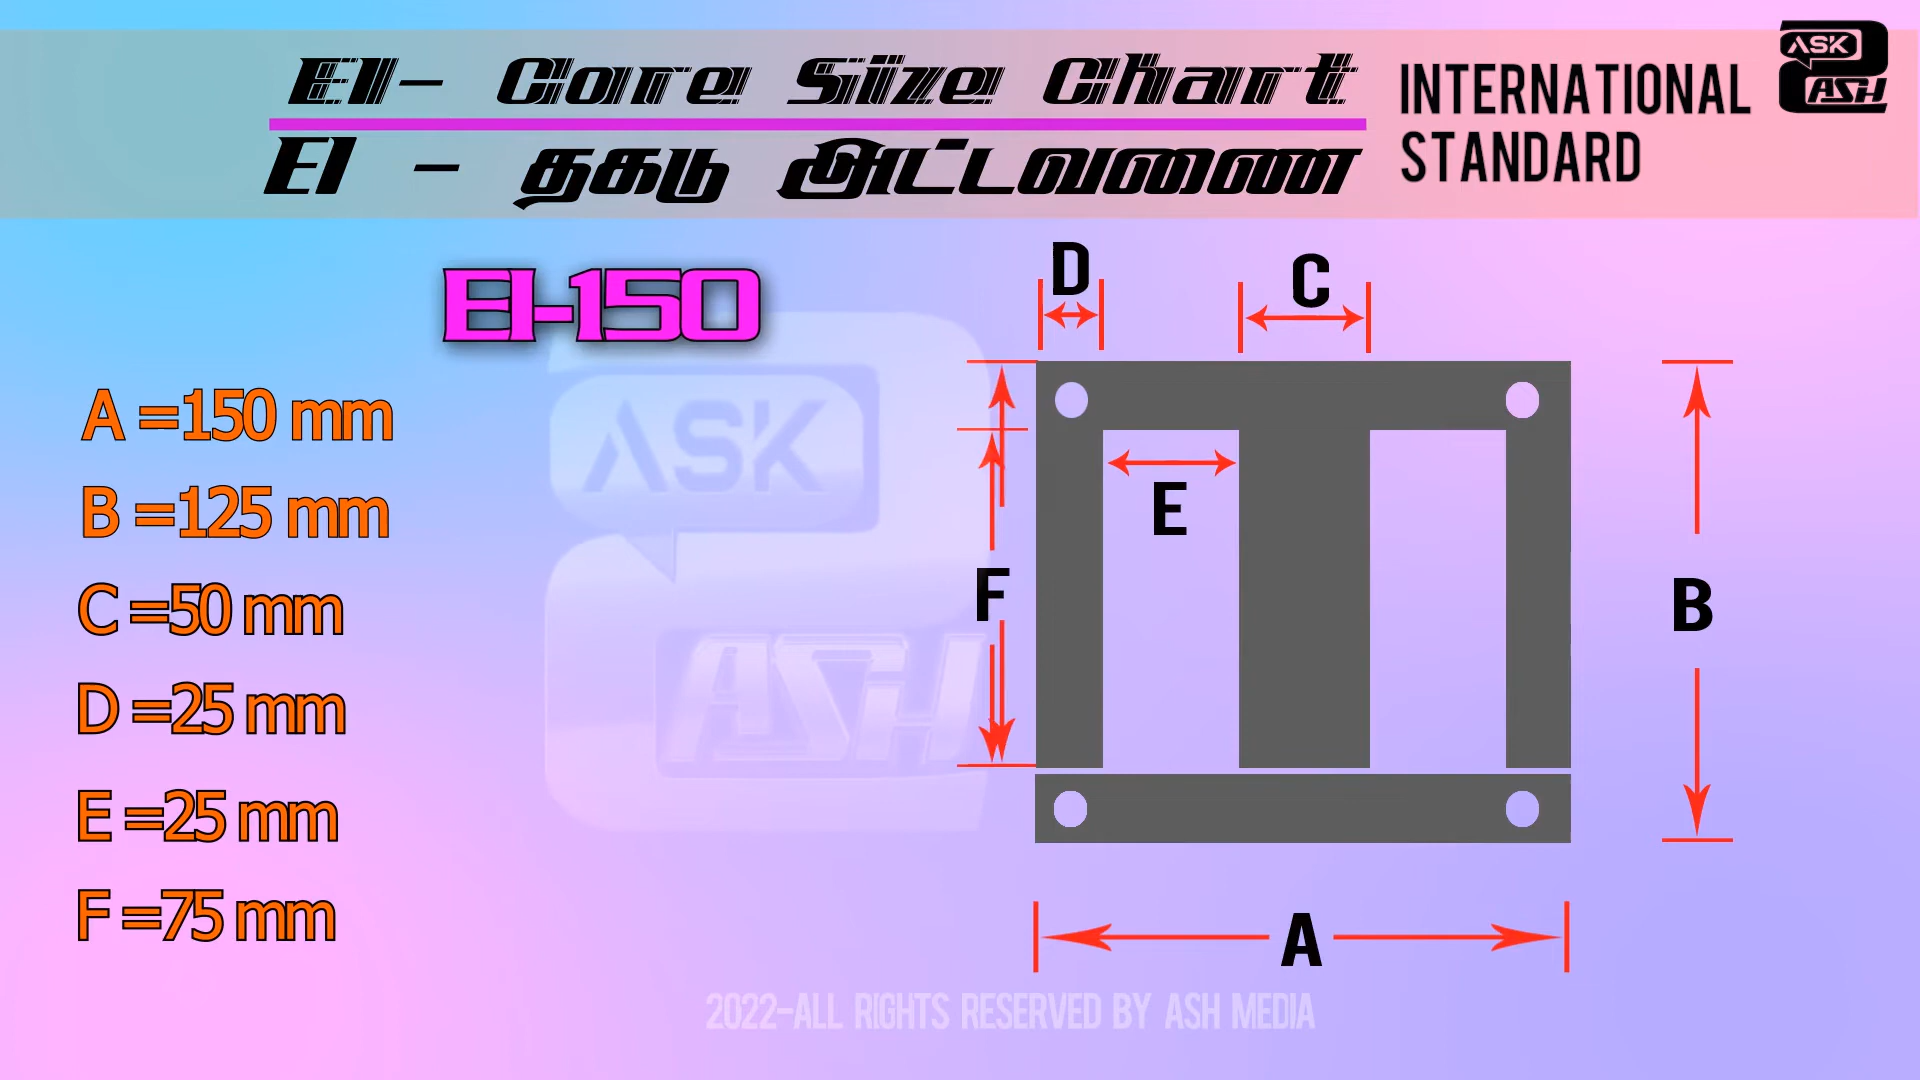 EI- Core Size Chart
EI - தகடு அட்டவணை
INTERNATIONAL
STANDARD
ASK
ASH
EI-150
A =150 mm
B =125 mm
C =50 mm
D =25 mm
E =25 mm
F =75 mm
ASK
ASH
D
C
E
F
B
A
2022-ALL RIGHTS RESERVED BY ASH MEDIA